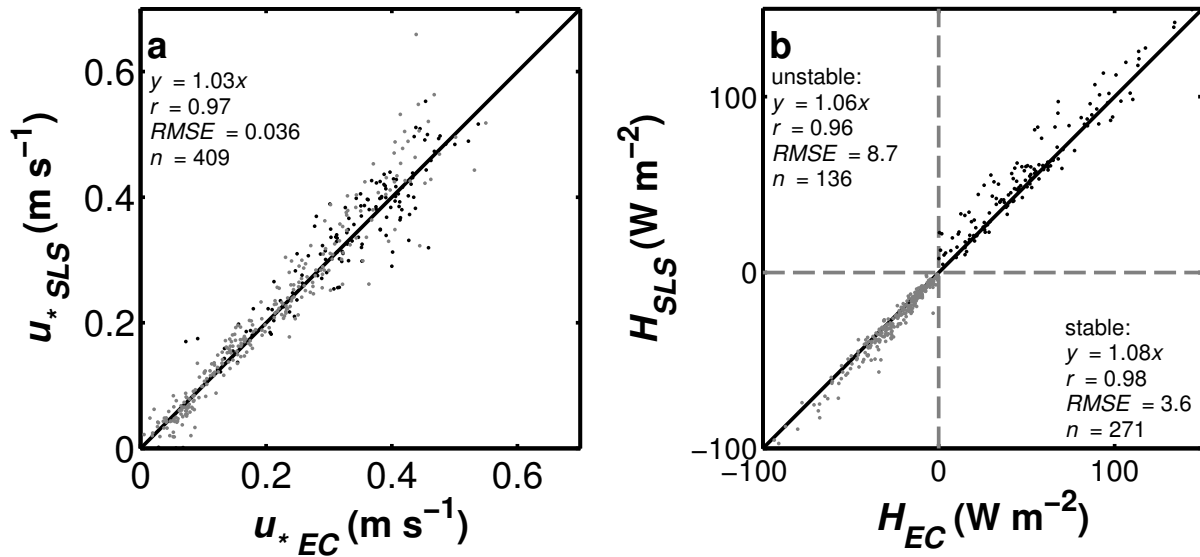 a
y = 1.03x
r = 0.97
RMSE = 0.036
n = 409
0.6
0.4
0.2
0
0
0.2
0.4
0.6
u* SLS (m s−1)
u* EC (m s−1)
b
unstable:
y = 1.06x
r = 0.96
RMSE = 8.7
n = 136
stable:
y = 1.08x
r = 0.98
RMSE = 3.6
n = 271
100
0
−100
−100
0
100
HSLS (W m−2)
HEC (W m−2)